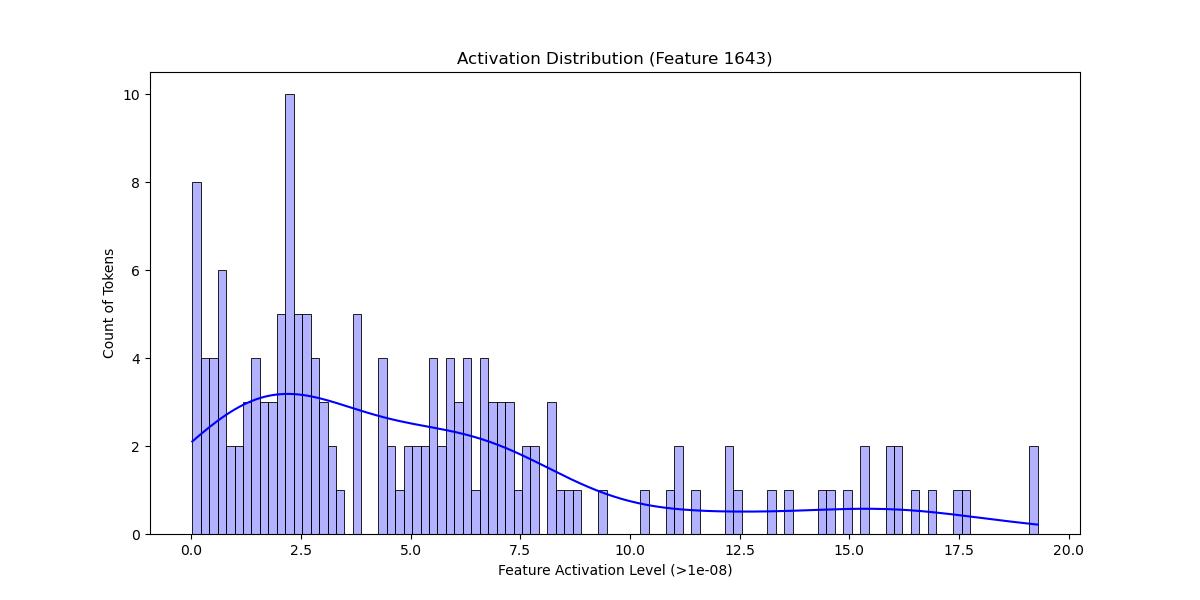 Activation Distribution (Feature 1643)
10
8
6
4
2
0
Count of Tokens
0.0 2.5 5.0 7.5 10.0 12.5 15.0 17.5 20.0
Feature Activation Level (>1e-08)